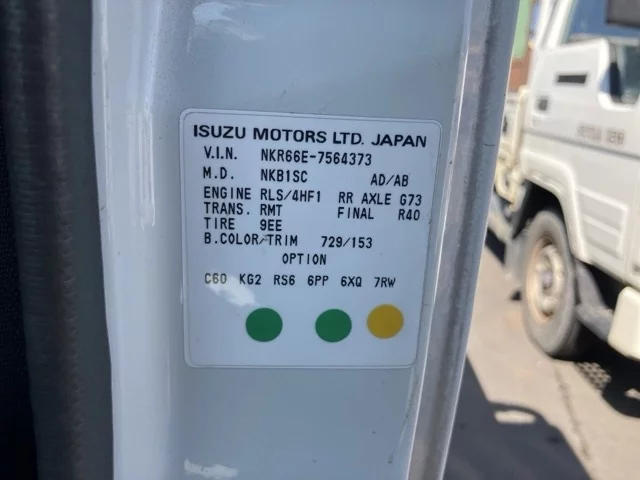 ISUZU MOTORS LTD. JAPAN
V.I.N. NKR66E-7564373
M.D. NKB1SC AD/AB
ENGINE RLS/4HF1 RR AXLE G73
TRANS. RMT FINAL R40
TIRE 9EE
B.COLOR/TRIM 729/153
OPTION
C60 KG2 RS6 6PP 6XQ 7RW